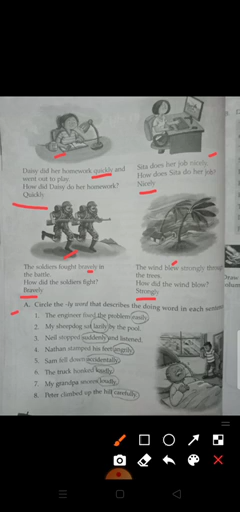 Daisy did her homework quickly and
went out to play.
How did Daisy do her homework?
Quickly
Sita does her job nicely.
How does Sita do her job?
Nicely
The soldiers fought bravely in
the battle.
How did the soldiers fight?
Bravely
The wind blew strongly through
the trees.
How did the wind blow?
Strongly
A. Circle the -ly word that describes the doing word in each sentence
1. The engineer fixed the problem easily.
2. My sheepdog sat lazily by the pool.
3. Neil stopped suddenly and listened.
4. Nathan stamped his feet angrily.
5. Sam fell down accidentally.
6. The truck honked loudly.
7. My grandpa snores loudly.
8. Peter climbed up the hill carefully.